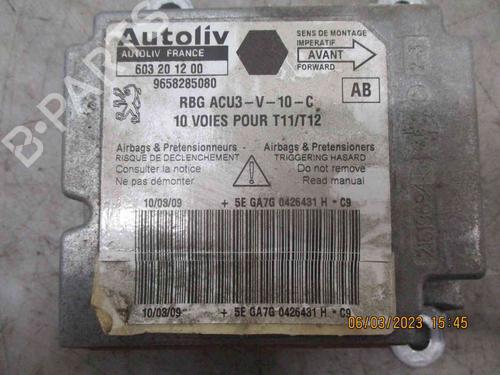 Autoliv
SENS DE MONTAGE
IMPERATIF
AUTOLIV FRANCE
AVANT
FORWARD
603 20 12 00
9658285080
AB
RBG ACU3-V-10-C
10 VOIES POUR T11/T12
Airbags & Pretensionneurs
RISQUE DE DECLENCHEMENT
Consulter la notice
Ne pas démonter
Airbags & Pretensioners
TRIGGERING HASARD
Do not remove
Read manual
10/03/09 + 5E GA7G 0426431 H - C9
10/03/09 + 5E GA7G 0426431 H - C9
06/03/2023 15:45